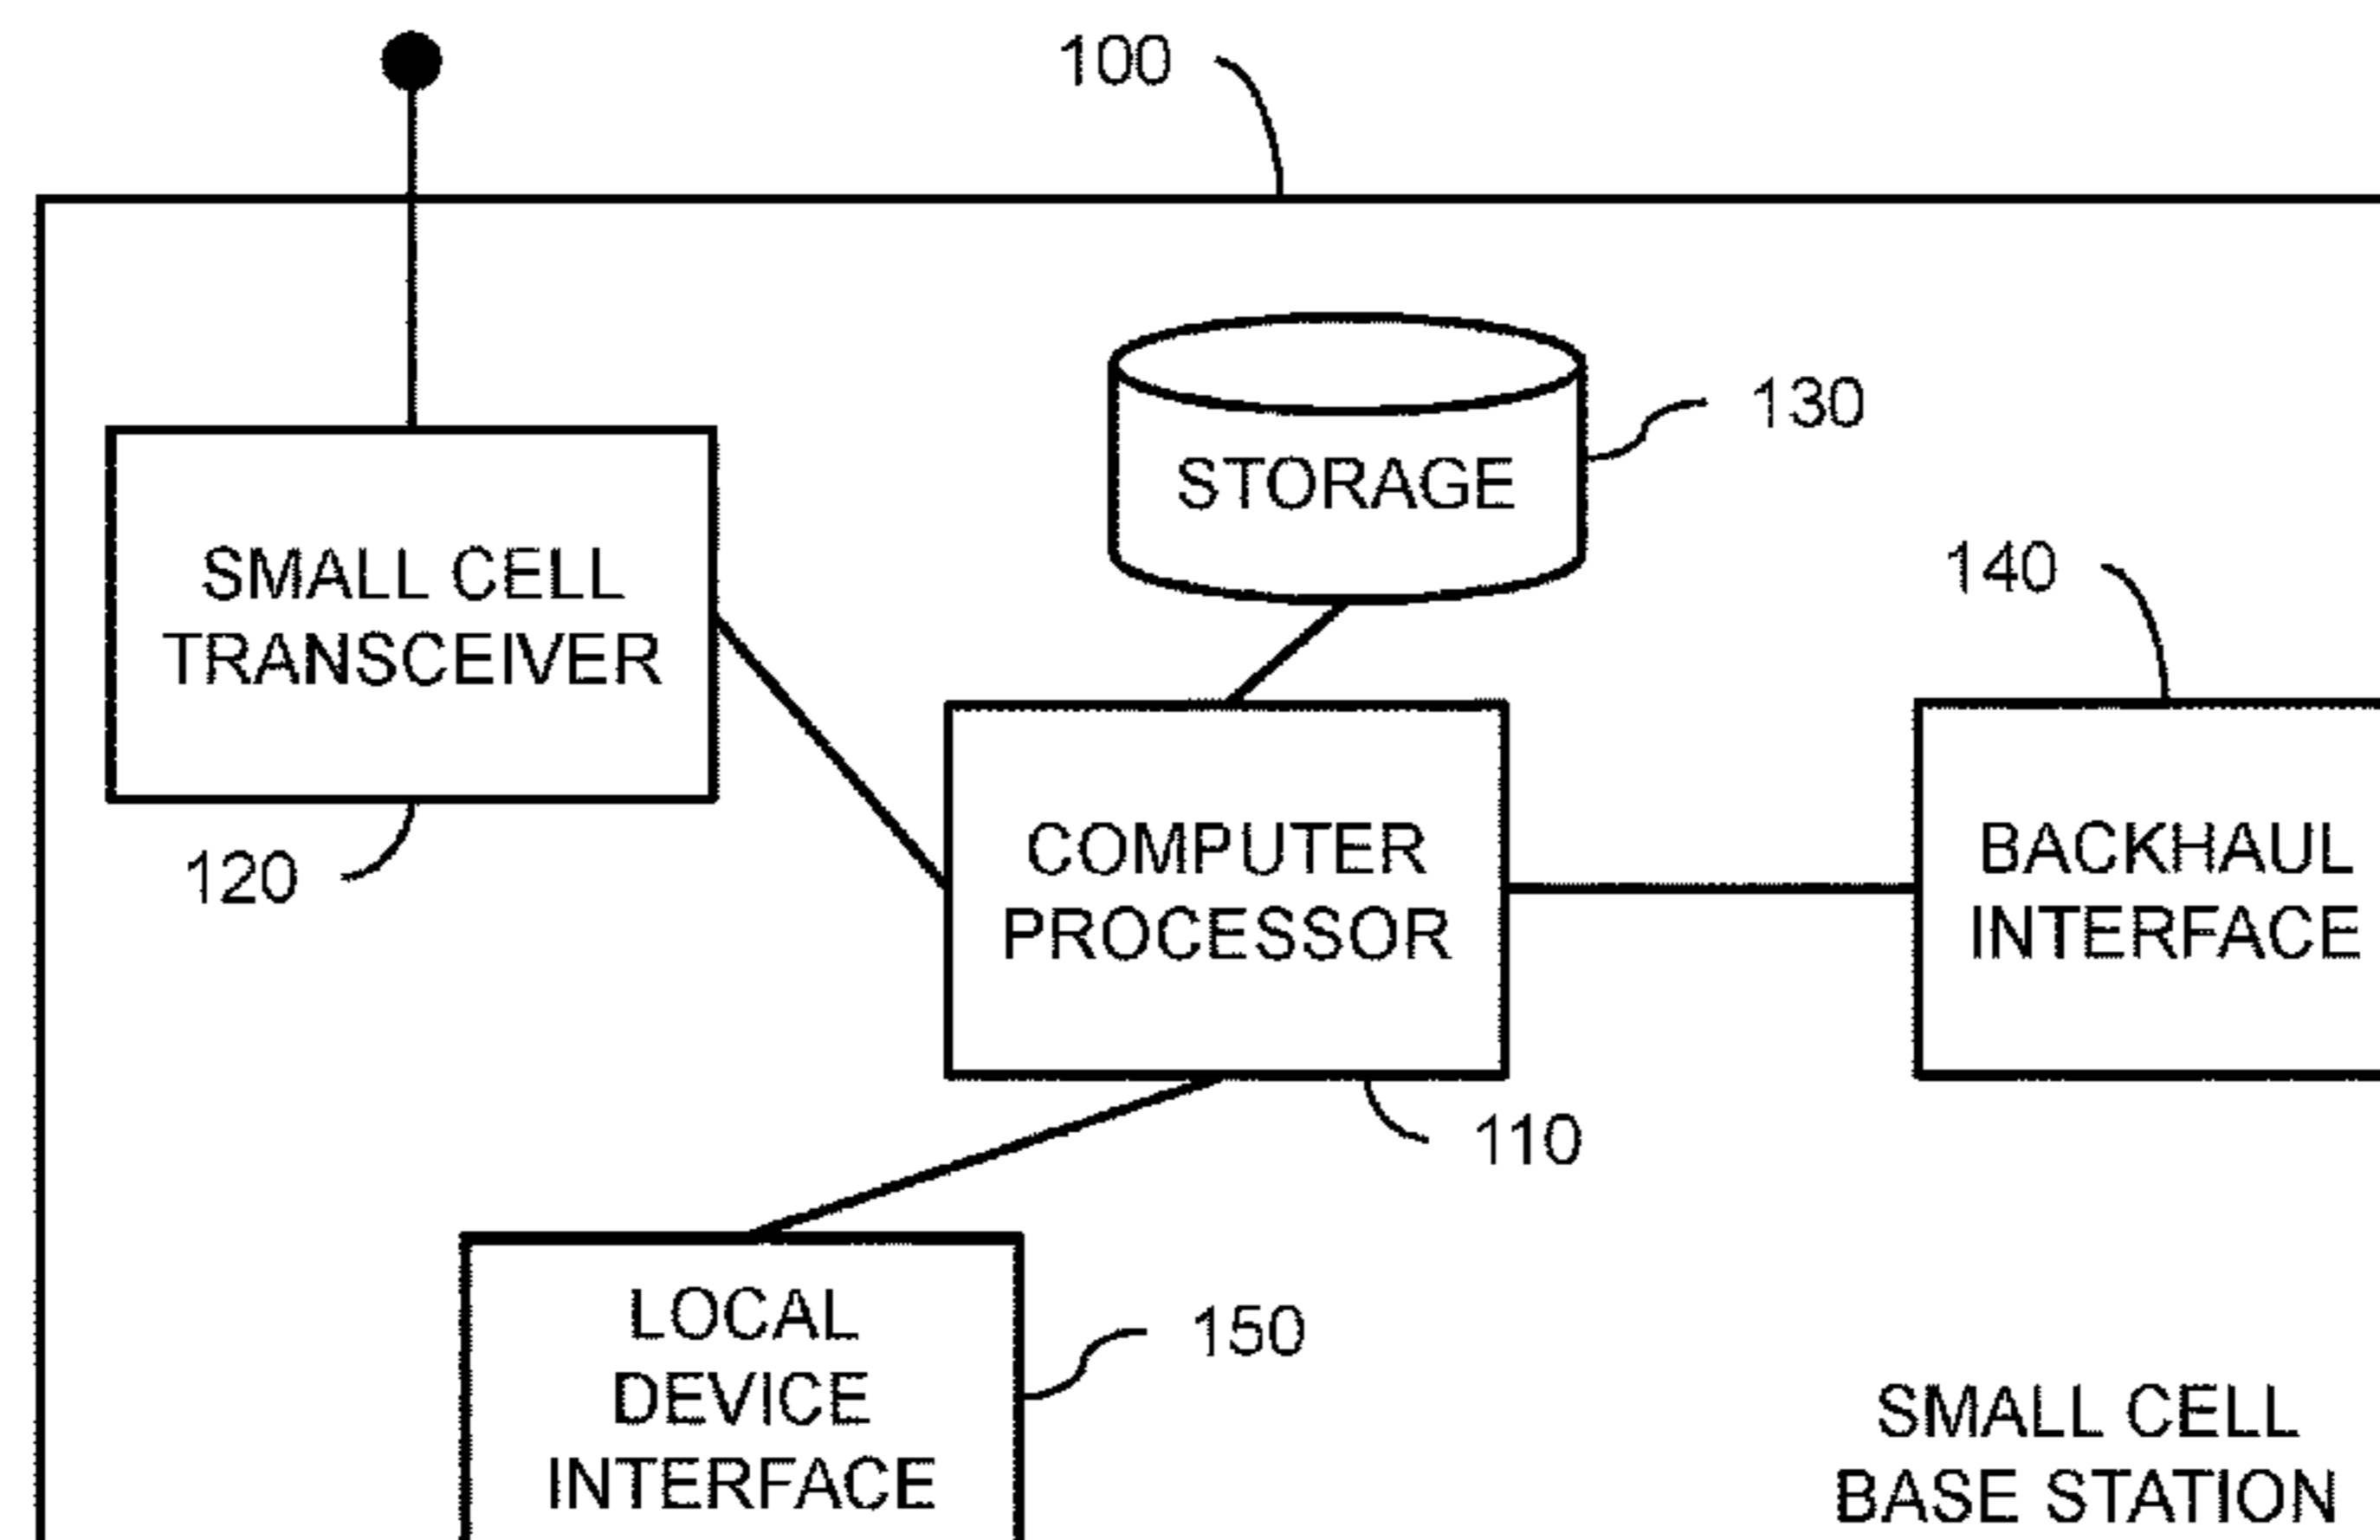 100
STORAGE
130
SMALL CELL
TRANSCEIVER
120
140
COMPUTER
PROCESSOR
110
BACKHAUL
INTERFACE
LOCAL
DEVICE
INTERFACE
150
SMALL CELL
BASE STATION